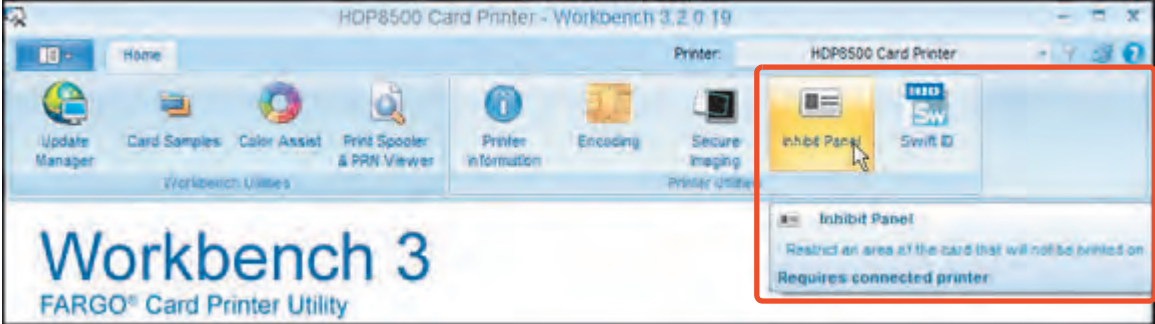 HDP8500 Card Printer - Workbench 3.2.0.19
Home
Printer:
HDP8500 Card Printer
Update
Manager
Card Samples
Color Assist
Print Spooler
& PRN Viewer
Workbench Utilities
Printer
Information
Encoding
Secure
Imaging
Inhibit Panel
Swift ID
Printer Utilities
Inhibit Panel
Restrict an area of the card that will not be printed on
Requires connected printer
Workbench 3
FARGO® Card Printer Utility